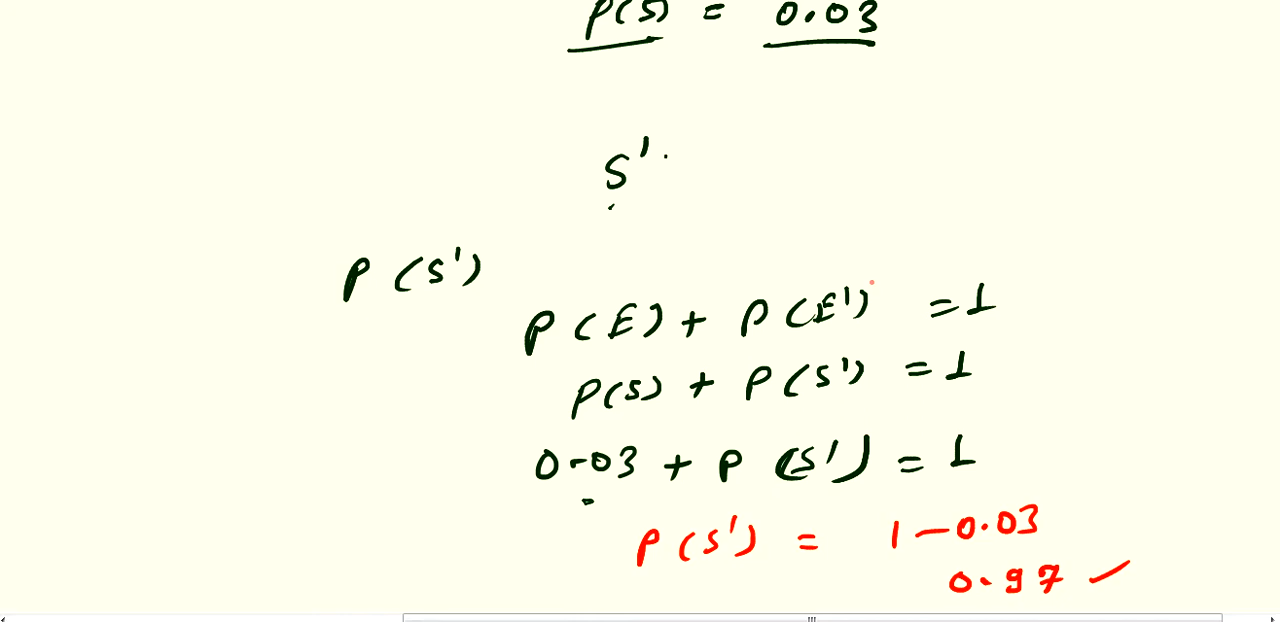 P(S) = 0.03
S'
P(S')
P(E) + P(E') = 1
P(S) + P(S') = 1
0.03 + P(S') = 1
P(S') = 1 - 0.03
0.97